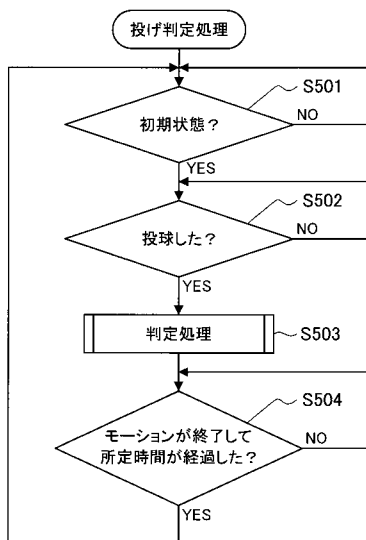 投げ判定処理
S501
初期状態？
NO
YES
S502
投球した？
NO
YES
判定処理
S503
S504
モーションが終了して
所定時間が経過した？
NO
YES